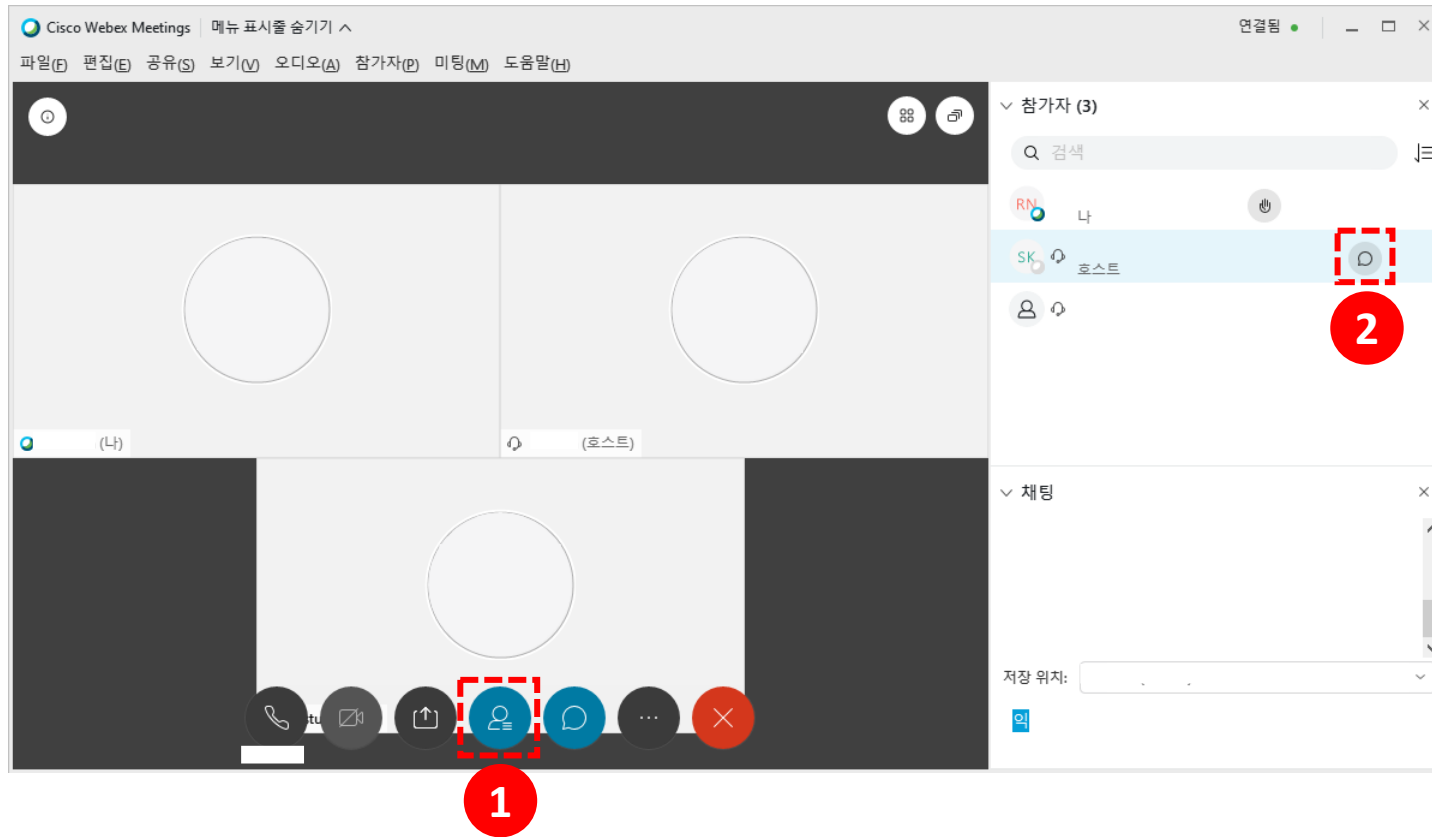 Cisco Webex Meetings 메뉴 표시줄 숨기기 연결됨
파일(F) 편집(E) 공유(S) 보기(V) 오디오(A) 참가자(P) 미팅(M) 도움말(H)
참가자 (3)
검색
RN 나
SK 호스트
2
(나)
(호스트)
채팅
저장 위치:
stu
익
1